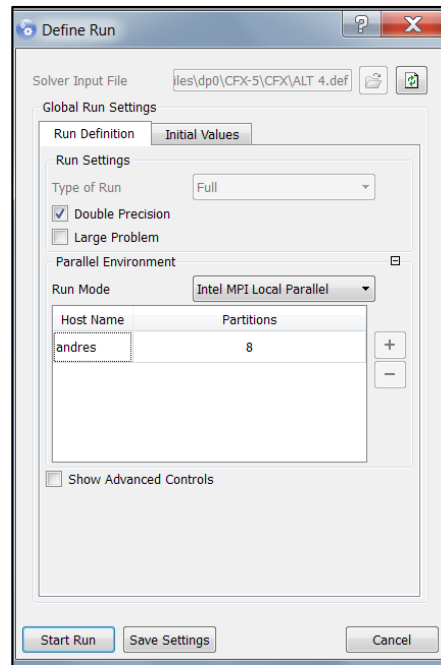 Define Run
Solver Input File iles\dp0\CFX-5\CFX\ALT 4.def
Global Run Settings
Run Definition Initial Values
Run Settings
Type of Run Full
Double Precision
Large Problem
Parallel Environment
Run Mode Intel MPI Local Parallel
Host Name Partitions
andres 8
Show Advanced Controls
Start Run Save Settings Cancel